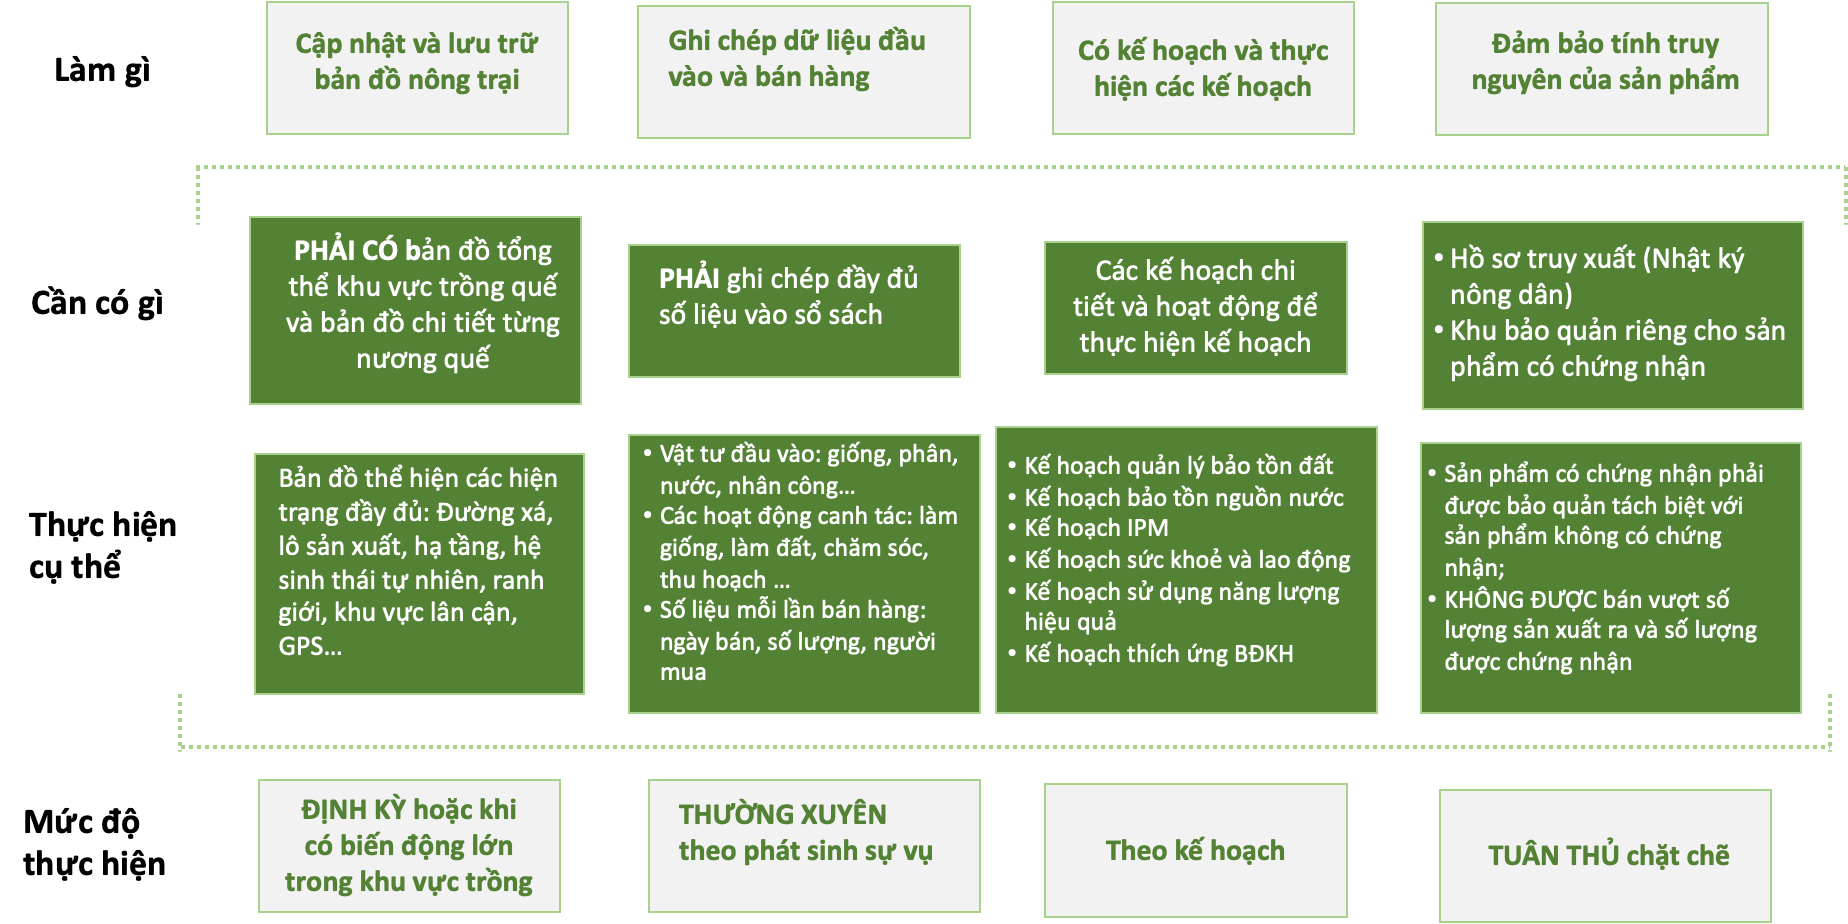 Làm gì
Cập nhật và lưu trữ
bản đồ nông trại
Ghi chép dữ liệu đầu
vào và bán hàng
Có kế hoạch và thực
hiện các kế hoạch
Đảm bảo tính truy
nguyên của sản phẩm
Cần có gì
PHẢI CÓ bản đồ tổng
thể khu vực trồng quế
và bản đồ chi tiết từng
nương quế
PHẢI ghi chép đầy đủ
số liệu vào sổ sách
Các kế hoạch chi
tiết và hoạt động để
thực hiện kế hoạch
• Hồ sơ truy xuất (Nhật ký
nông dân)
• Khu bảo quản riêng cho sản
phẩm có chứng nhận
Thực hiện
cụ thể
Bản đồ thể hiện các hiện
trạng đầy đủ: Đường xá,
lô sản xuất, hạ tầng, hệ
sinh thái tự nhiên, ranh
giới, khu vực lân cận,
GPS...
• Vật tư đầu vào: giống, phân,
nước, nhân công...
• Các hoạt động canh tác: làm
giống, làm đất, chăm sóc,
thu hoạch ...
• Số liệu mỗi lần bán hàng:
ngày bán, số lượng, người
mua
• Kế hoạch quản lý bảo tồn đất
• Kế hoạch bảo tồn nguồn nước
• Kế hoạch IPM
• Kế hoạch sức khoẻ và lao động
• Kế hoạch sử dụng năng lượng
hiệu quả
• Kế hoạch thích ứng BĐKH
• Sản phẩm có chứng nhận phải
được bảo quản tách biệt với
sản phẩm không có chứng
nhận;
• KHÔNG ĐƯỢC bán vượt số
lượng sản xuất ra và số lượng
được chứng nhận
Mức độ
thực hiện
ĐỊNH KỲ hoặc khi
có biến động lớn
trong khu vực trồng
THƯỜNG XUYÊN
theo phát sinh sự vụ
Theo kế hoạch
TUÂN THỦ chặt chẽ